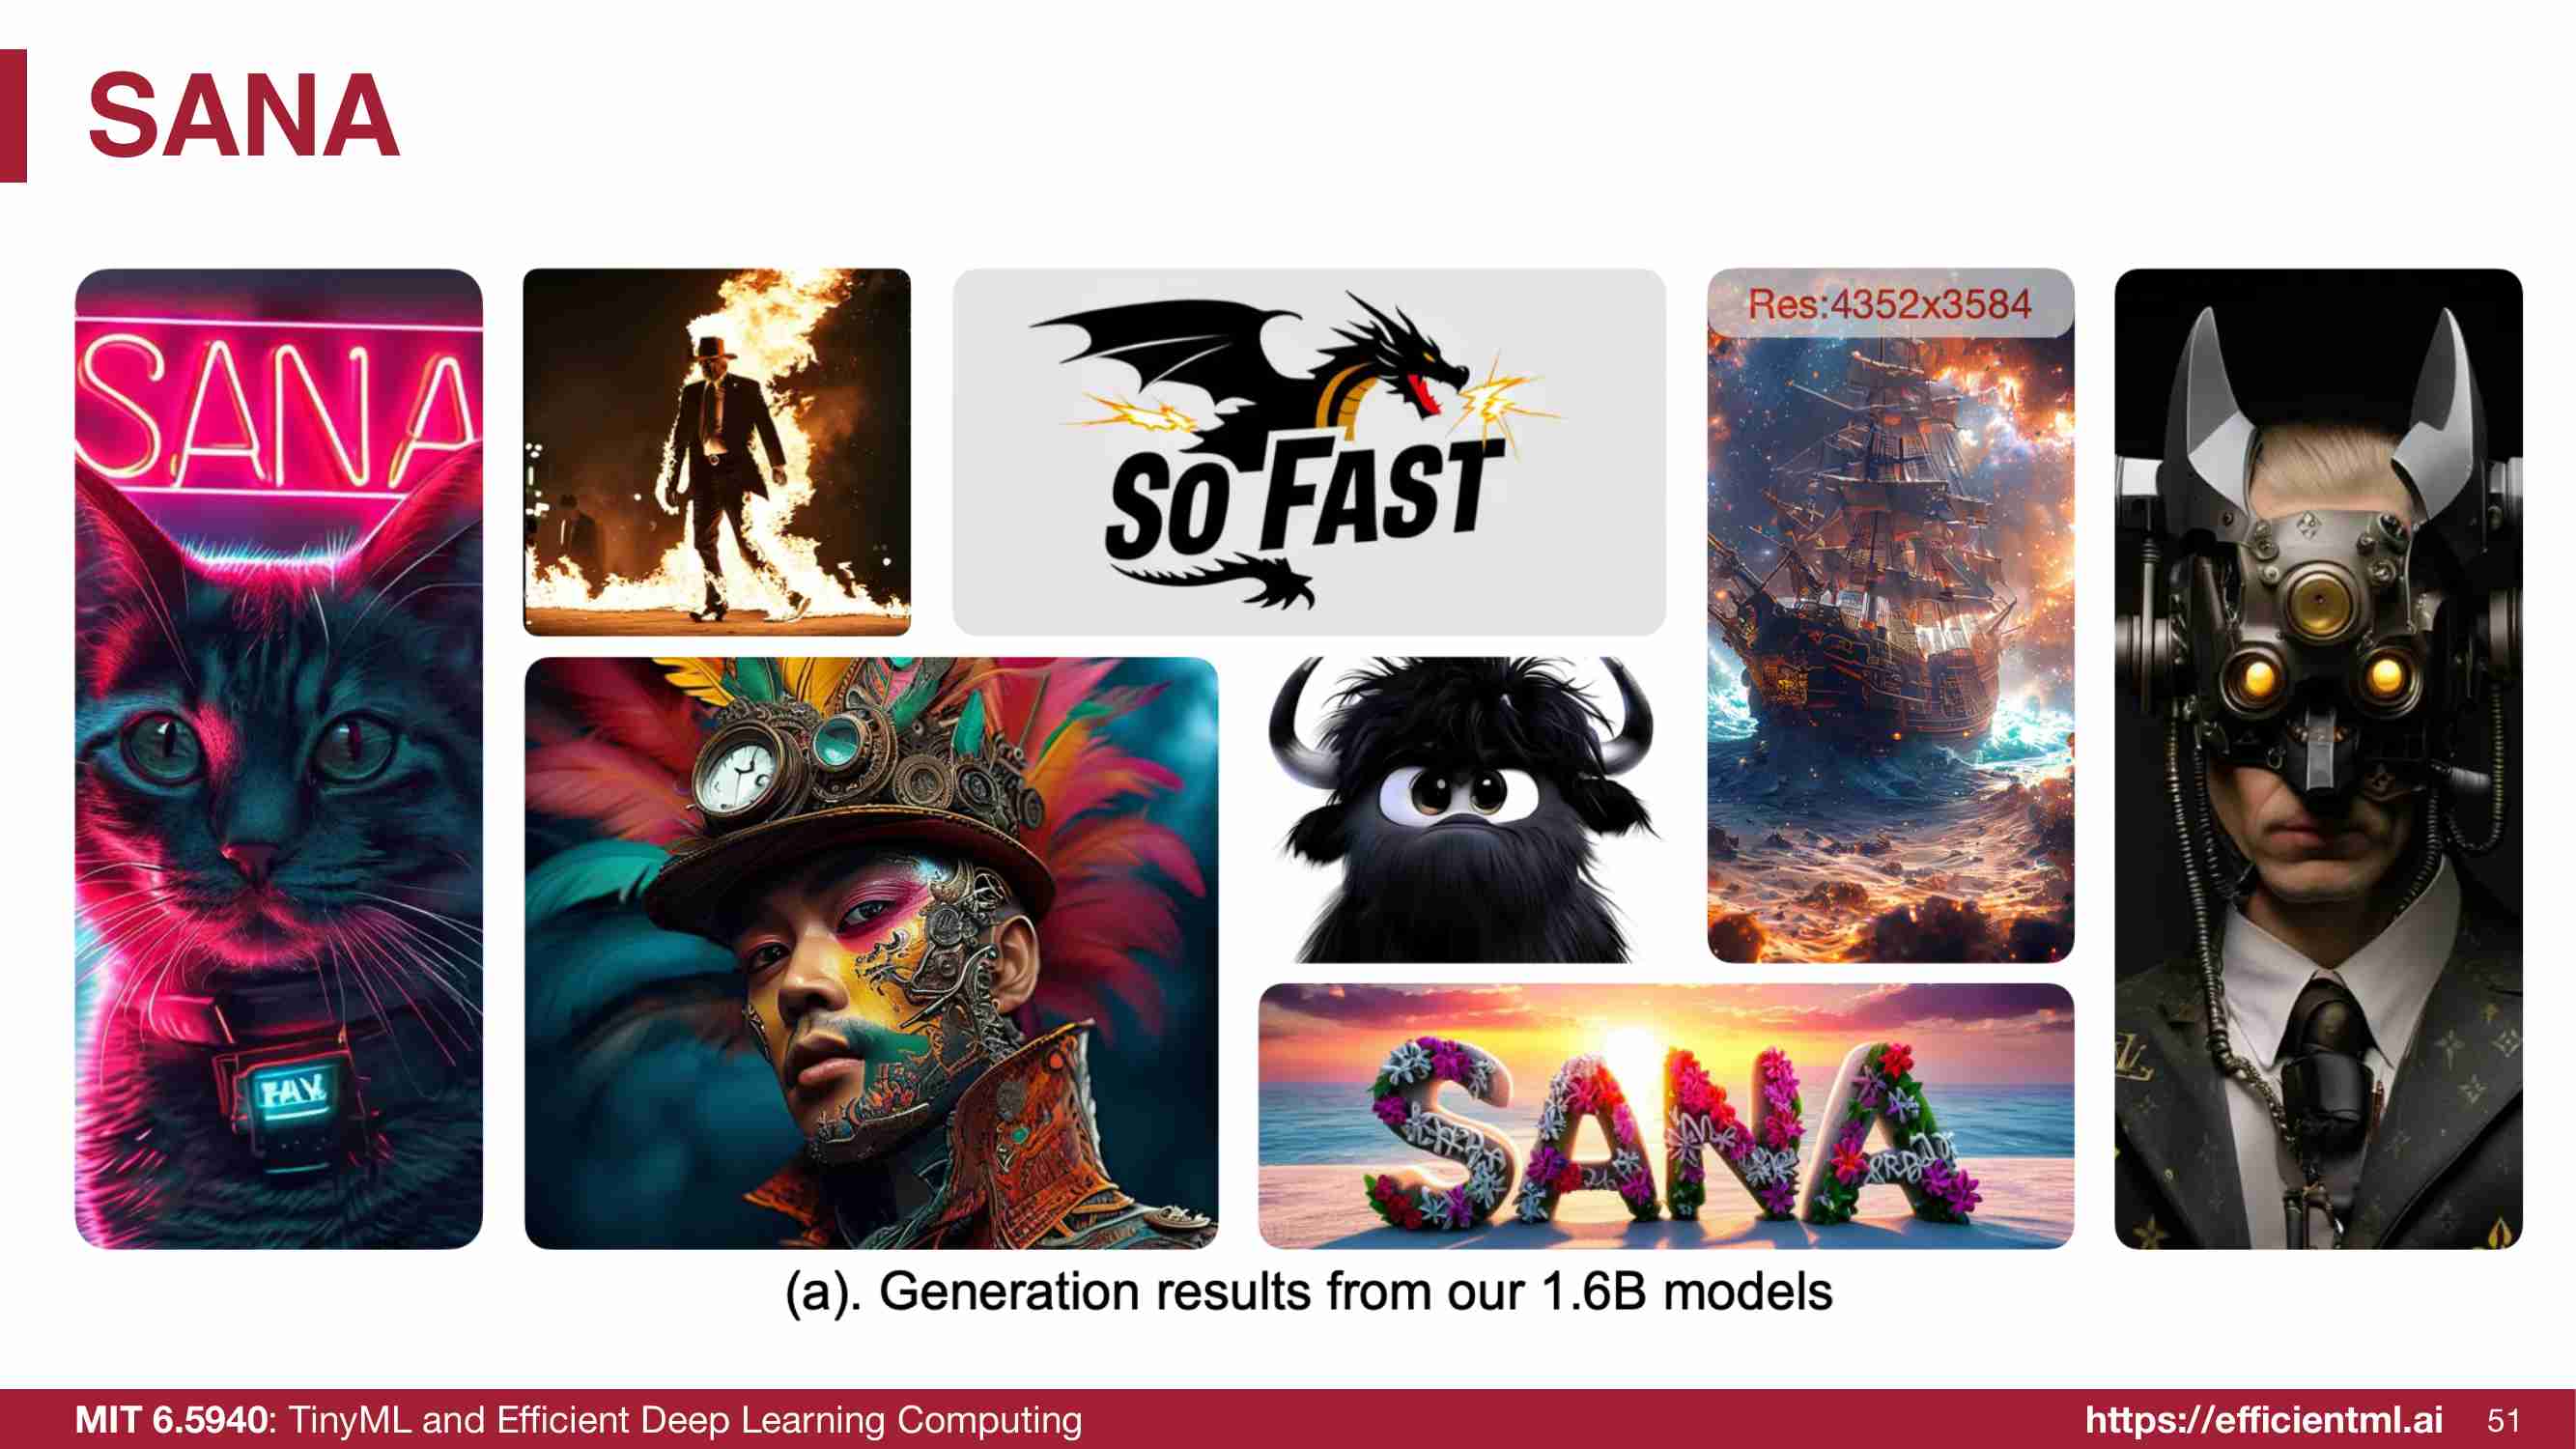 SANA
SANA
SO FAST
Res:4352x3584
SANA
(a). Generation results from our 1.6B models
MIT 6.5940: TinyML and Efficient Deep Learning Computing
https://efficientml.ai 51